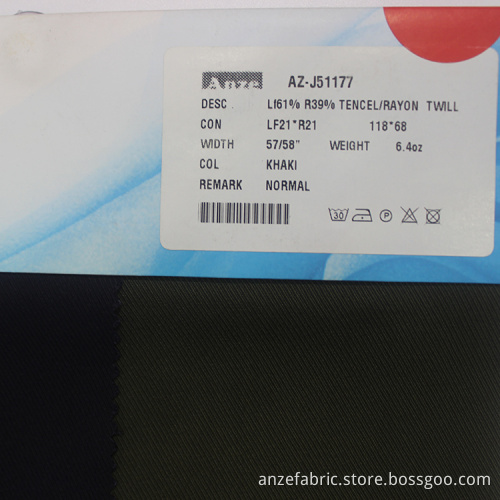 Anze AZ-J51177
DESC . Lf61% R39% TENCEL/RAYON TWILL
CON LF21*R21 118*68
WIDTH 57/58" WEIGHT 6.4oz
COL KHAKI
REMARK NORMAL
30 P
anzefabric.store.bossgoo.com